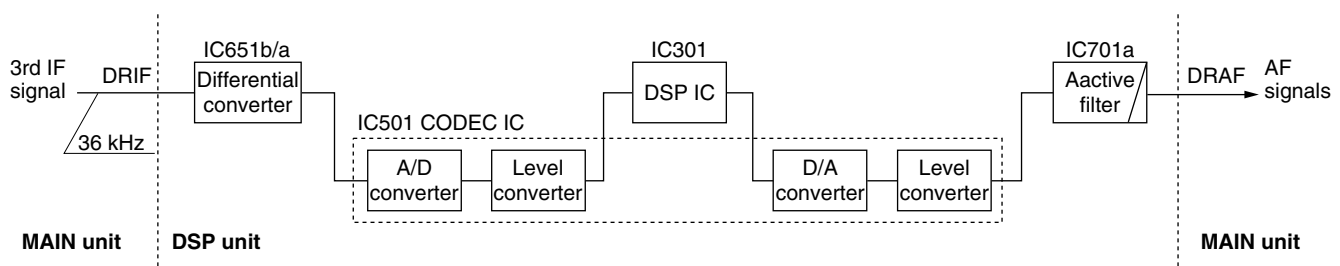 3rd IF
signal
DRIF
36 kHz
IC651b/a
Differential
converter
IC501 CODEC IC
A/D
converter
Level
converter
IC301
DSP IC
D/A
converter
Level
converter
IC701a
Aactive
filter
DRAF
AF
signals
MAIN unit
DSP unit
MAIN unit